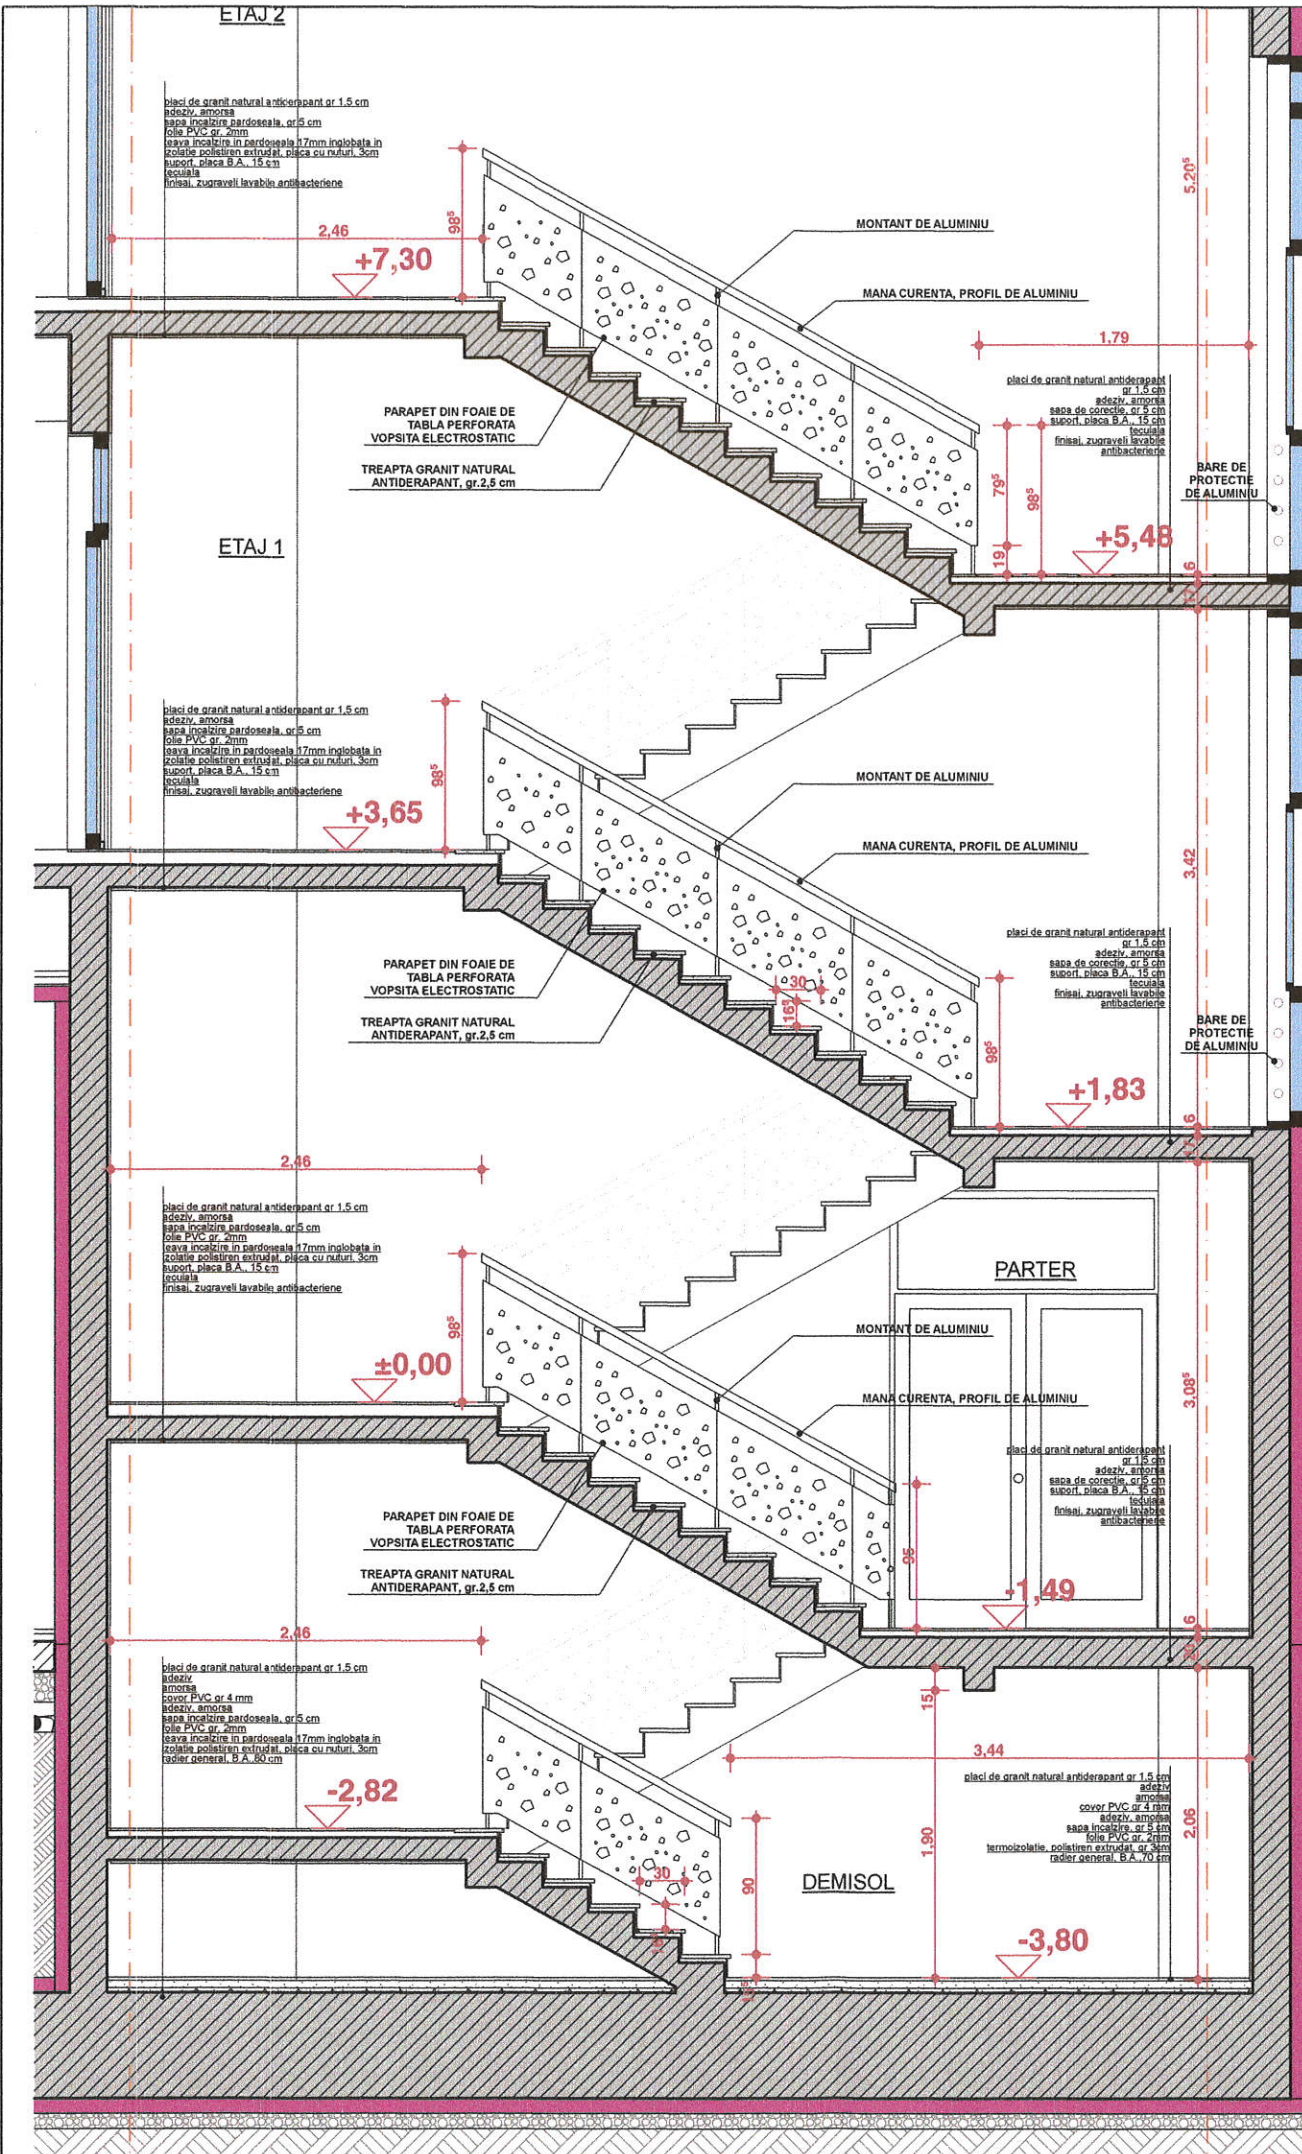 ETAJ 2
placi de granit natural antiderapant gr 1,5 cm
adeziv, amorsa
sapa incalzire pardoseala, gr 5 cm
folie PVC gr. 2mm
teava incalzire in pardoseala 17mm inglobata in
izolatie polistiren extrudat, placa cu nuturi, 3cm
suport, placa B.A., 15 cm
tecuiala
finisaj, zugraveli lavabile antibacteriene
5,20⁵
98⁵
2,46
+7,30
MONTANT DE ALUMINIU
MANA CURENTA, PROFIL DE ALUMINIU
1,79
placi de granit natural antiderapant
gr 1,5 cm
adeziv, amorsa
sapa de corectie, gr 5 cm
suport, placa B.A., 15 cm
tecuiala
finisaj, zugraveli lavabile
antibacteriene
PARAPET DIN FOAIE DE
TABLA PERFORATA
VOPSITA ELECTROSTATIC
TREAPTA GRANIT NATURAL
ANTIDERAPANT, gr.2,5 cm
BARE DE
PROTECTIE
DE ALUMINIU
79⁵
98⁵
19
+5,48
6
ETAJ 1
placi de granit natural antiderapant gr 1,5 cm
adeziv, amorsa
sapa incalzire pardoseala, gr 5 cm
folie PVC gr. 2mm
teava incalzire in pardoseala 17mm inglobata in
izolatie polistiren extrudat, placa cu nuturi, 3cm
suport, placa B.A., 15 cm
tecuiala
finisaj, zugraveli lavabile antibacteriene
98⁵
+3,65
MONTANT DE ALUMINIU
MANA CURENTA, PROFIL DE ALUMINIU
3,42
placi de granit natural antiderapant
gr 1,5 cm
adeziv, amorsa
sapa de corectie, gr 5 cm
suport, placa B.A., 15 cm
tecuiala
finisaj, zugraveli lavabile
antibacteriene
PARAPET DIN FOAIE DE
TABLA PERFORATA
VOPSITA ELECTROSTATIC
30
16⁵
TREAPTA GRANIT NATURAL
ANTIDERAPANT, gr.2,5 cm
BARE DE
PROTECTIE
DE ALUMINIU
98⁵
+1,83
6
2,46
placi de granit natural antiderapant gr 1,5 cm
adeziv, amorsa
sapa incalzire pardoseala, gr 5 cm
folie PVC gr. 2mm
teava incalzire in pardoseala 17mm inglobata in
izolatie polistiren extrudat, placa cu nuturi, 3cm
suport, placa B.A., 15 cm
tecuiala
finisaj, zugraveli lavabile antibacteriene
PARTER
98⁵
±0,00
MONTANT DE ALUMINIU
MANA CURENTA, PROFIL DE ALUMINIU
3,08⁵
placi de granit natural antiderapant
gr 1,5 cm
adeziv, amorsa
sapa de corectie, gr 5 cm
suport, placa B.A., 15 cm
tecuiala
finisaj, zugraveli lavabile
antibacteriene
PARAPET DIN FOAIE DE
TABLA PERFORATA
VOPSITA ELECTROSTATIC
TREAPTA GRANIT NATURAL
ANTIDERAPANT, gr.2,5 cm
95
-1,49
6
2,46
placi de granit natural antiderapant gr 1,5 cm
adeziv
amorsa
covor PVC gr 4 mm
adeziv, amorsa
sapa incalzire pardoseala, gr 5 cm
folie PVC gr. 2mm
teava incalzire in pardoseala 17mm inglobata in
izolatie polistiren extrudat, placa cu nuturi, 3cm
radier general, B.A. 80 cm
15
3,44
-2,82
placi de granit natural antiderapant gr 1,5 cm
adeziv
amorsa
covor PVC gr 4 mm
adeziv, amorsa
sapa incalzire, gr 5 cm
folie PVC gr. 2mm
termoizolatie, polistiren extrudat, gr 3cm
radier general, B.A. 70 cm
1,90
2,06
30
90
DEMISOL
-3,80